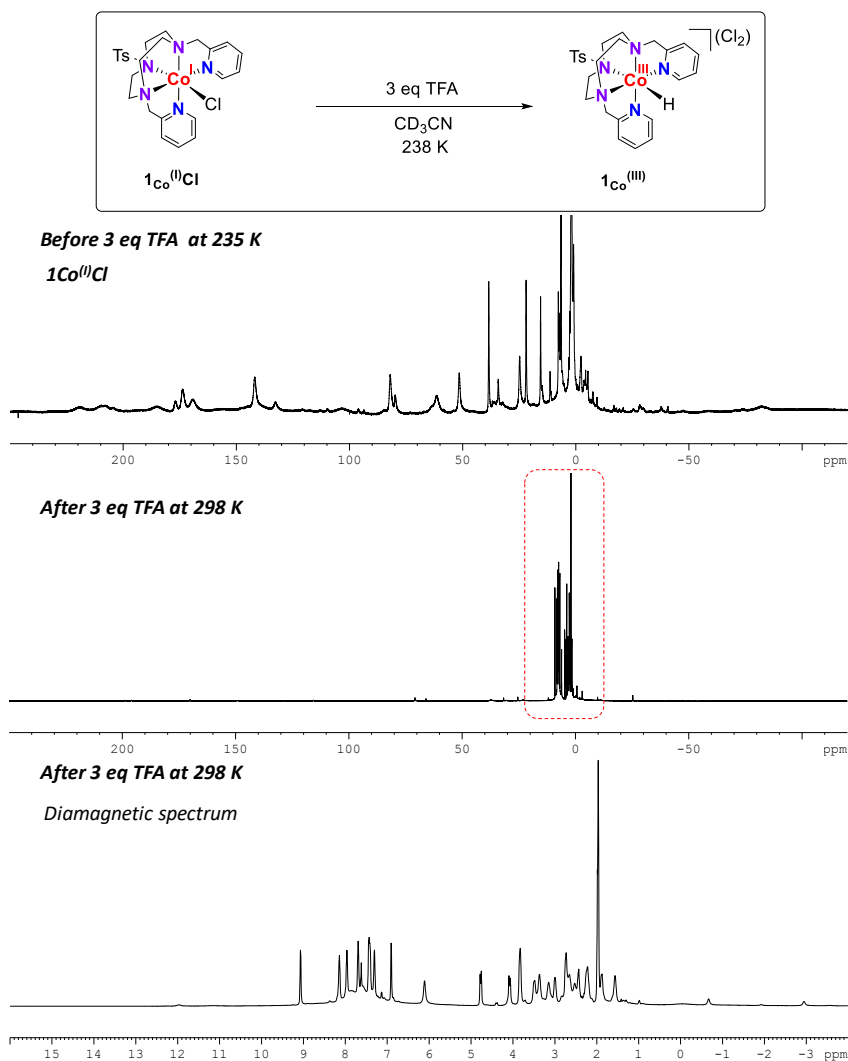 Ts N N N N N Co I Cl
3 eq TFA
CD3CN
238 K
(Cl2)
Ts N N N N N Co III H
1Co(I)Cl
1Co(III)
Before 3 eq TFA at 235 K
1Co(I)Cl
200 150 100 50 0 -50 ppm
After 3 eq TFA at 298 K
200 150 100 50 0 -50 ppm
After 3 eq TFA at 298 K
Diamagnetic spectrum
15 14 13 12 11 10 9 8 7 6 5 4 3 2 1 0 -1 -2 -3 ppm